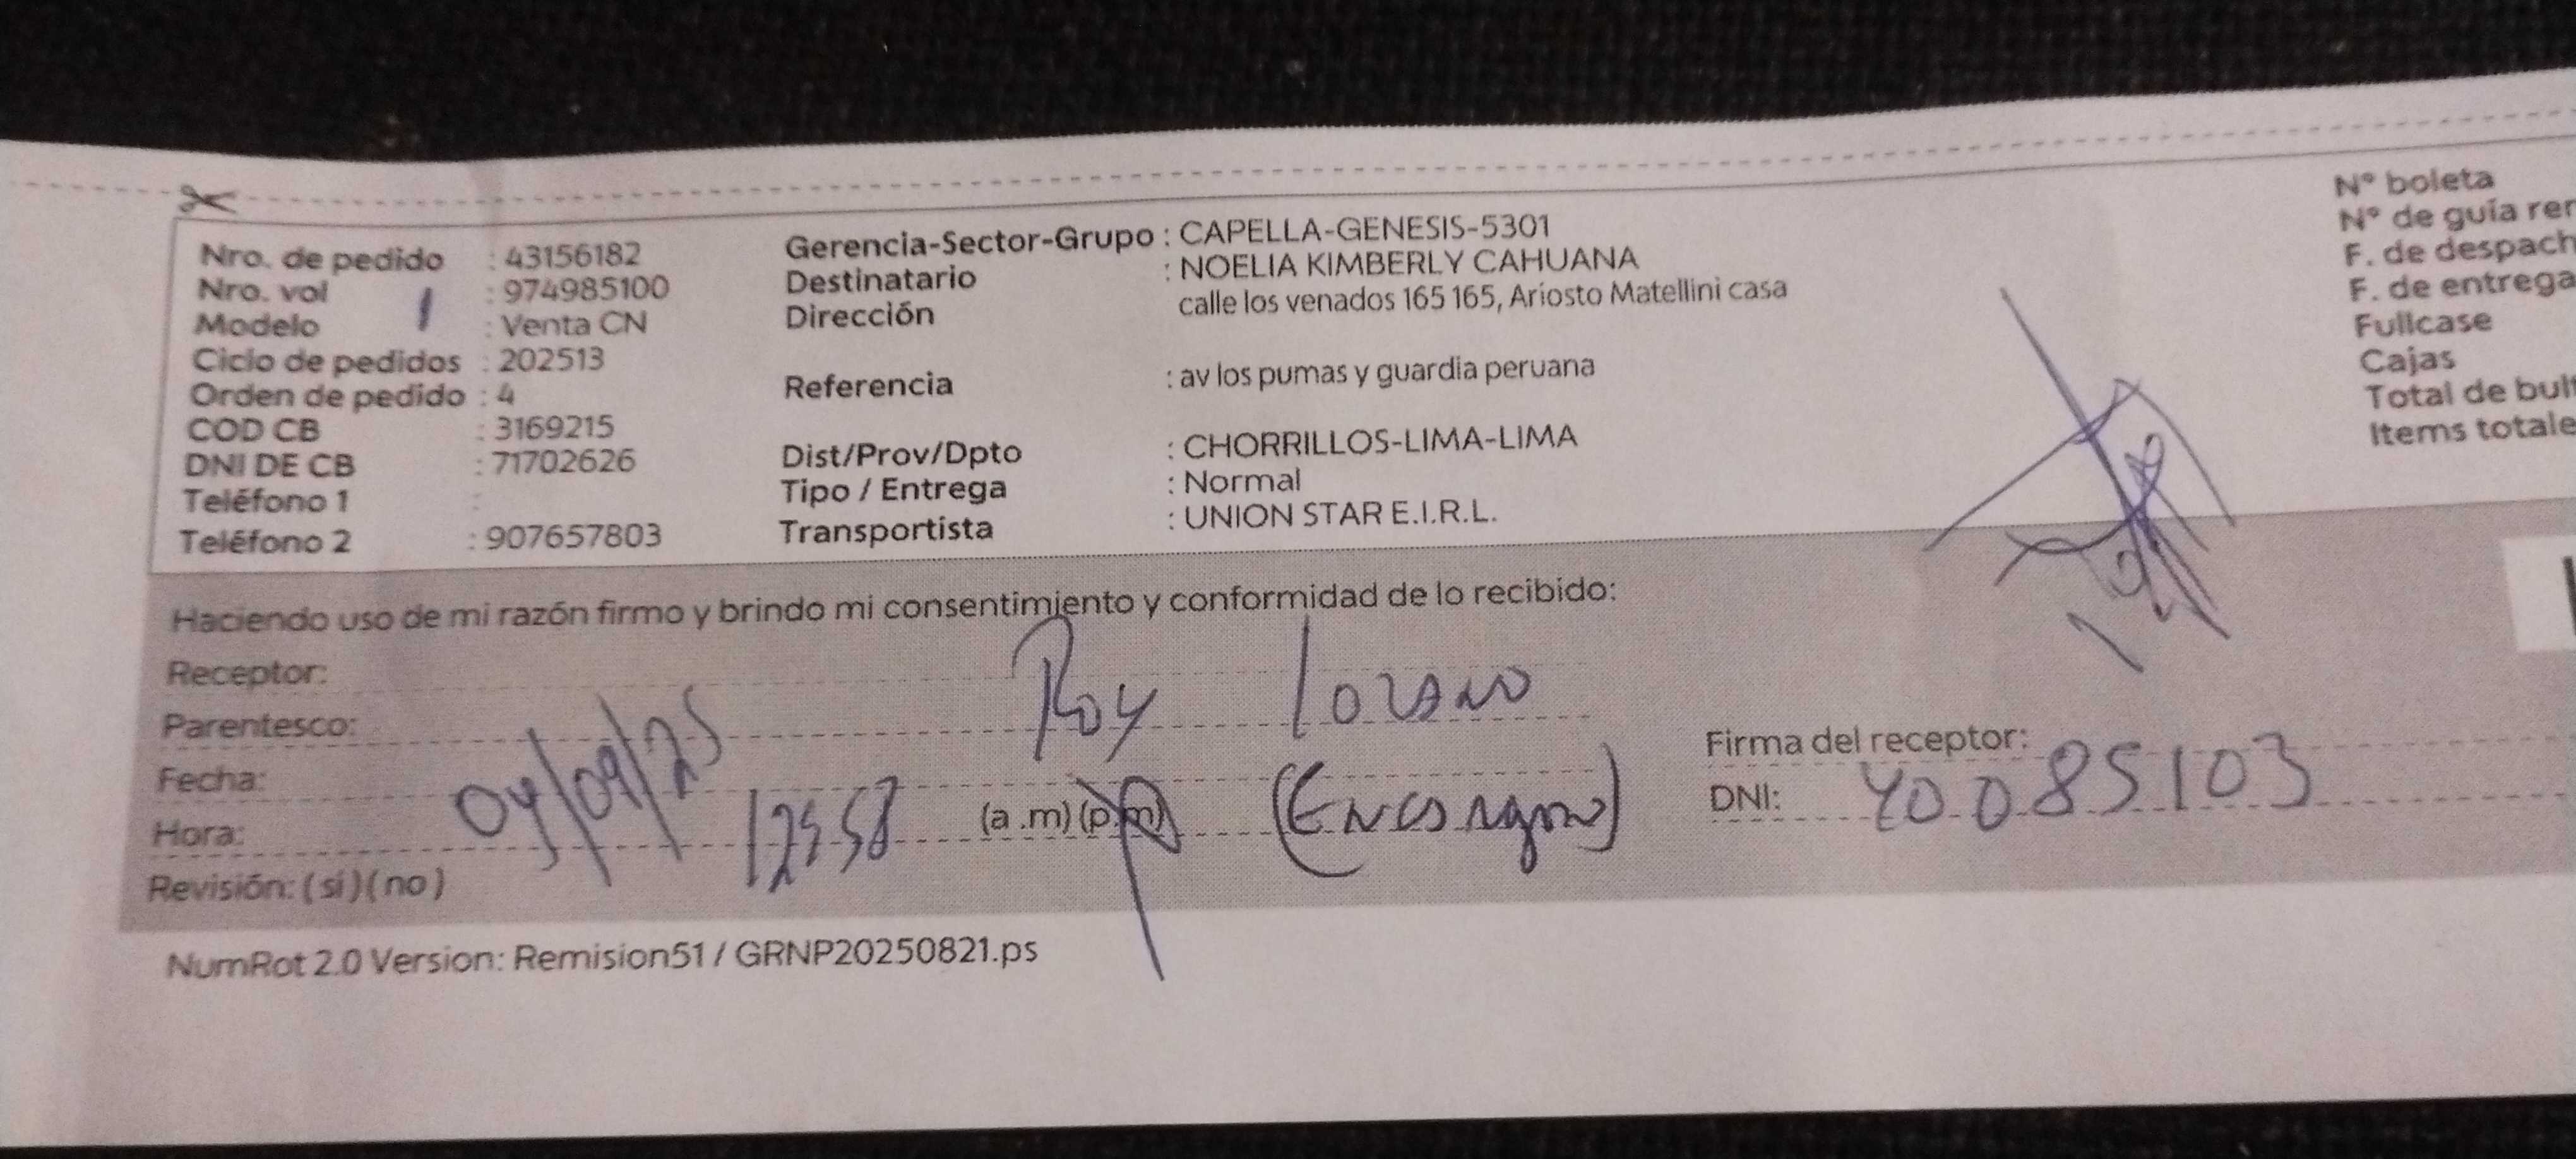 Nro. de pedido : 43156182
Nro. vol : 974985100
1
Modelo : Venta CN
Ciclo de pedidos : 202513
Orden de pedido : 4
COD CB : 3169215
DNI DE CB : 71702626
Teléfono 1 :
Teléfono 2 : 907657803
Gerencia-Sector-Grupo : CAPELLA-GENESIS-5301
Destinatario : NOELIA KIMBERLY CAHUANA
Dirección calle los venados 165 165, Ariosto Matellini casa
Referencia : av los pumas y guardia peruana
Dist/Prov/Dpto : CHORRILLOS-LIMA-LIMA
Tipo / Entrega : Normal
Transportista : UNION STAR E.I.R.L.
N° boleta
N° de guía rem
F. de despach
F. de entrega
Fullcase
Cajas
Total de bult
Items totale
Haciendo uso de mi razón firmo y brindo mi consentimiento y conformidad de lo recibido:
Receptor: Roy Lozano
Parentesco:
Fecha: 04/09/25
Hora: (a .m) (p.m)
Revisión: (si) (no)
Firma del receptor:
DNI: 40085103
NumRot 2.0 Version: Remision51 / GRNP20250821.ps